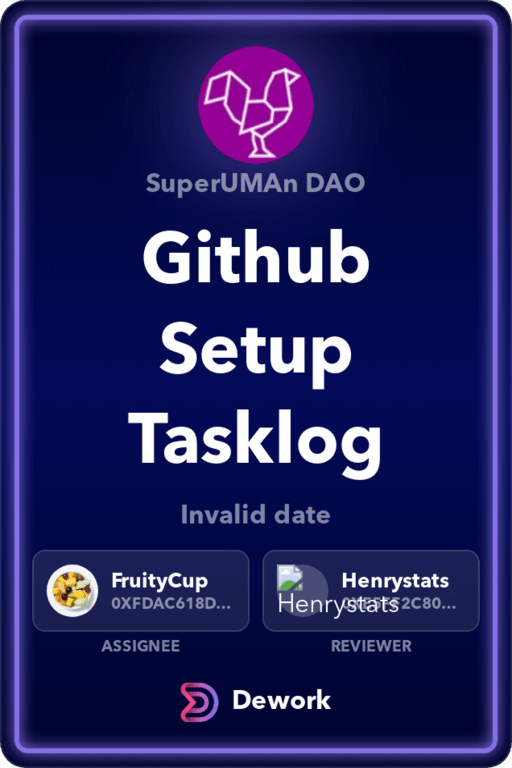 SuperUMAn DAO
Github
Setup
Tasklog
Invalid date
FruityCup
0XFDAC618D...
Henrystats
Henrystats
ASSIGNEE
REVIEWER
Dework